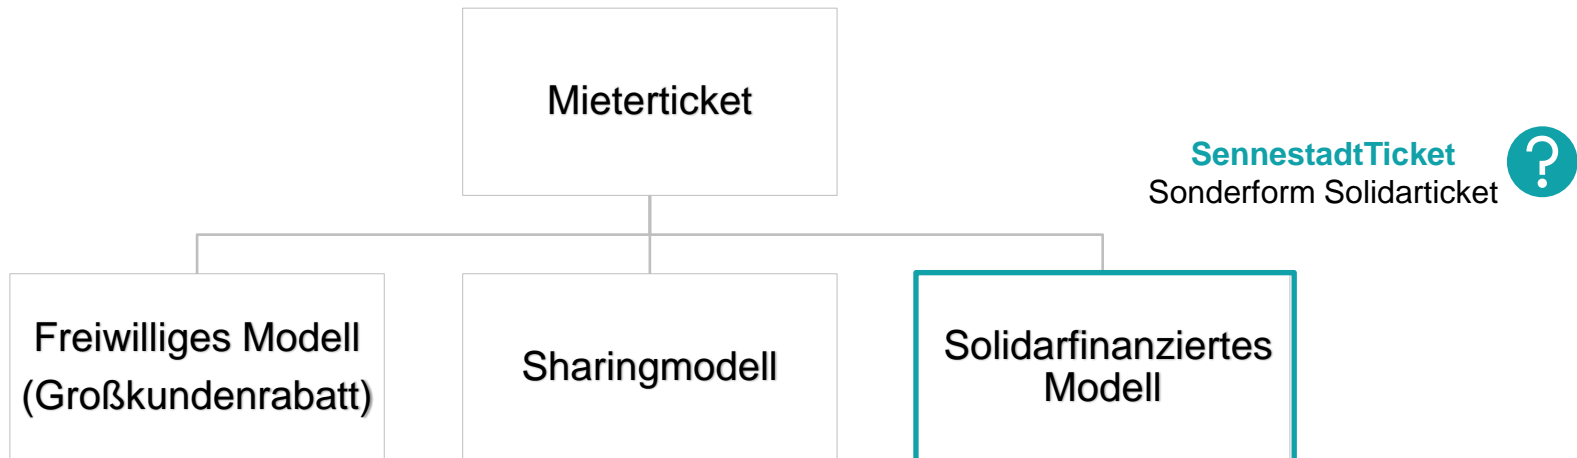 Mieterticket
SennestadtTicket
Sonderform Solidarticket
?
Freiwilliges Modell
(Großkundenrabatt)
Sharingmodell
Solidarfinanziertes
Modell